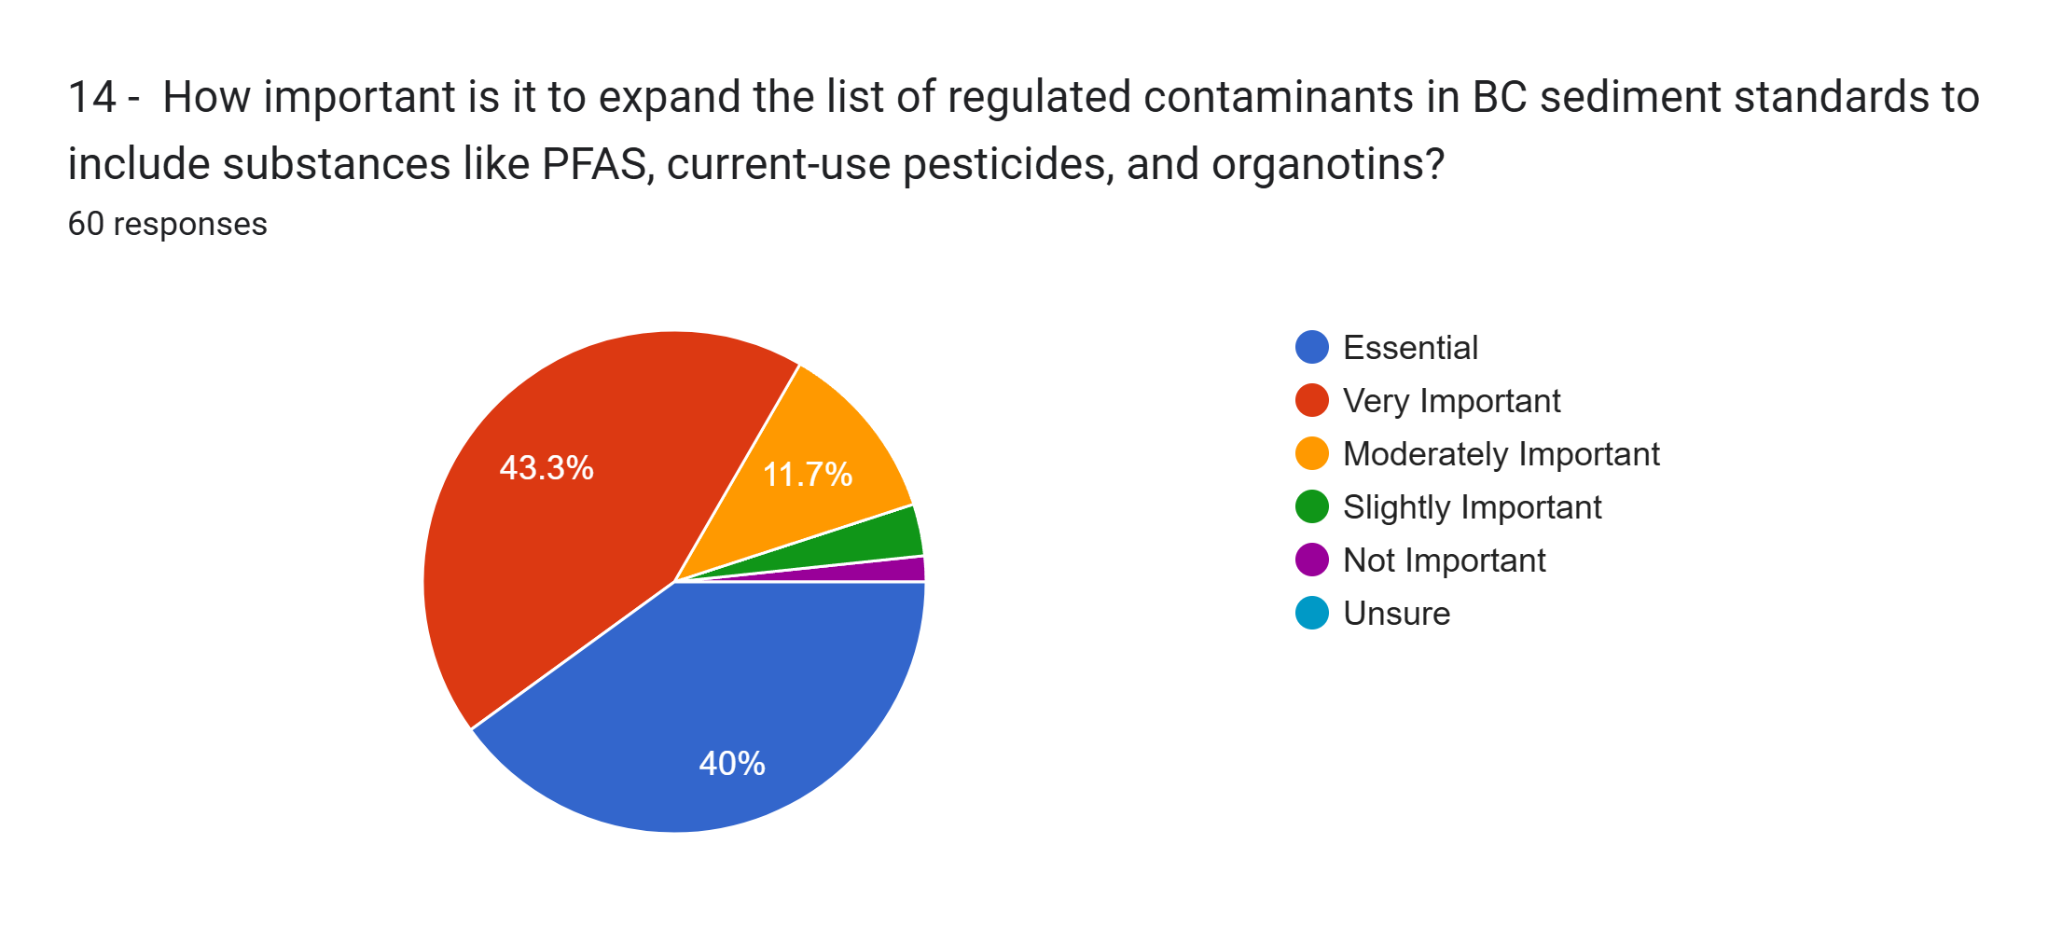 14 -  How important is it to expand the list of regulated contaminants in BC sediment standards to
include substances like PFAS, current-use pesticides, and organotins?
60 responses
43.3%
11.7%
40%
Essential
Very Important
Moderately Important
Slightly Important
Not Important
Unsure